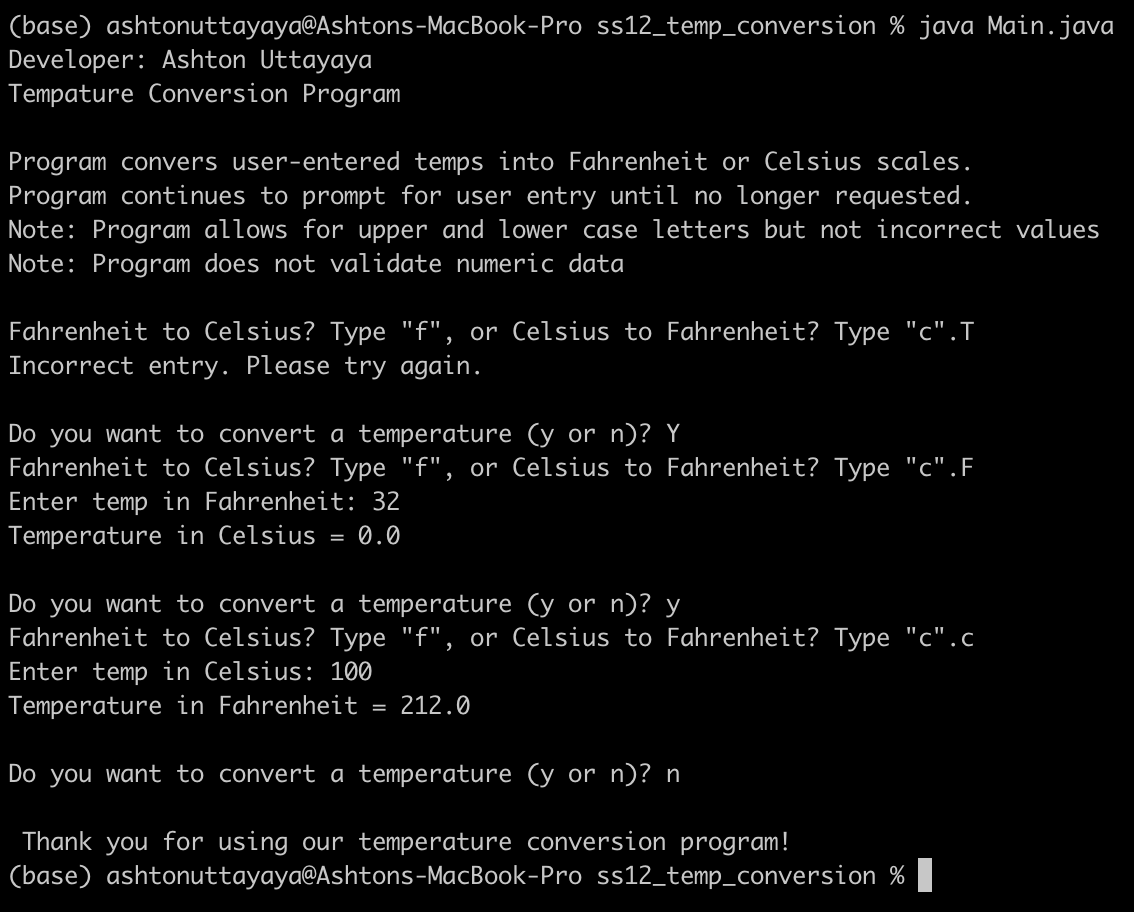 (base) ashtonuttayaya@Ashtons-MacBook-Pro ss12_temp_conversion % java Main.java
Developer: Ashton Uttayaya
Tempature Conversion Program
Program convers user-entered temps into Fahrenheit or Celsius scales.
Program continues to prompt for user entry until no longer requested.
Note: Program allows for upper and lower case letters but not incorrect values
Note: Program does not validate numeric data
Fahrenheit to Celsius? Type "f", or Celsius to Fahrenheit? Type "c".T
Incorrect entry. Please try again.
Do you want to convert a temperature (y or n)? Y
Fahrenheit to Celsius? Type "f", or Celsius to Fahrenheit? Type "c".F
Enter temp in Fahrenheit: 32
Temperature in Celsius = 0.0
Do you want to convert a temperature (y or n)? y
Fahrenheit to Celsius? Type "f", or Celsius to Fahrenheit? Type "c".c
Enter temp in Celsius: 100
Temperature in Fahrenheit = 212.0
Do you want to convert a temperature (y or n)? n
Thank you for using our temperature conversion program!
(base) ashtonuttayaya@Ashtons-MacBook-Pro ss12_temp_conversion %